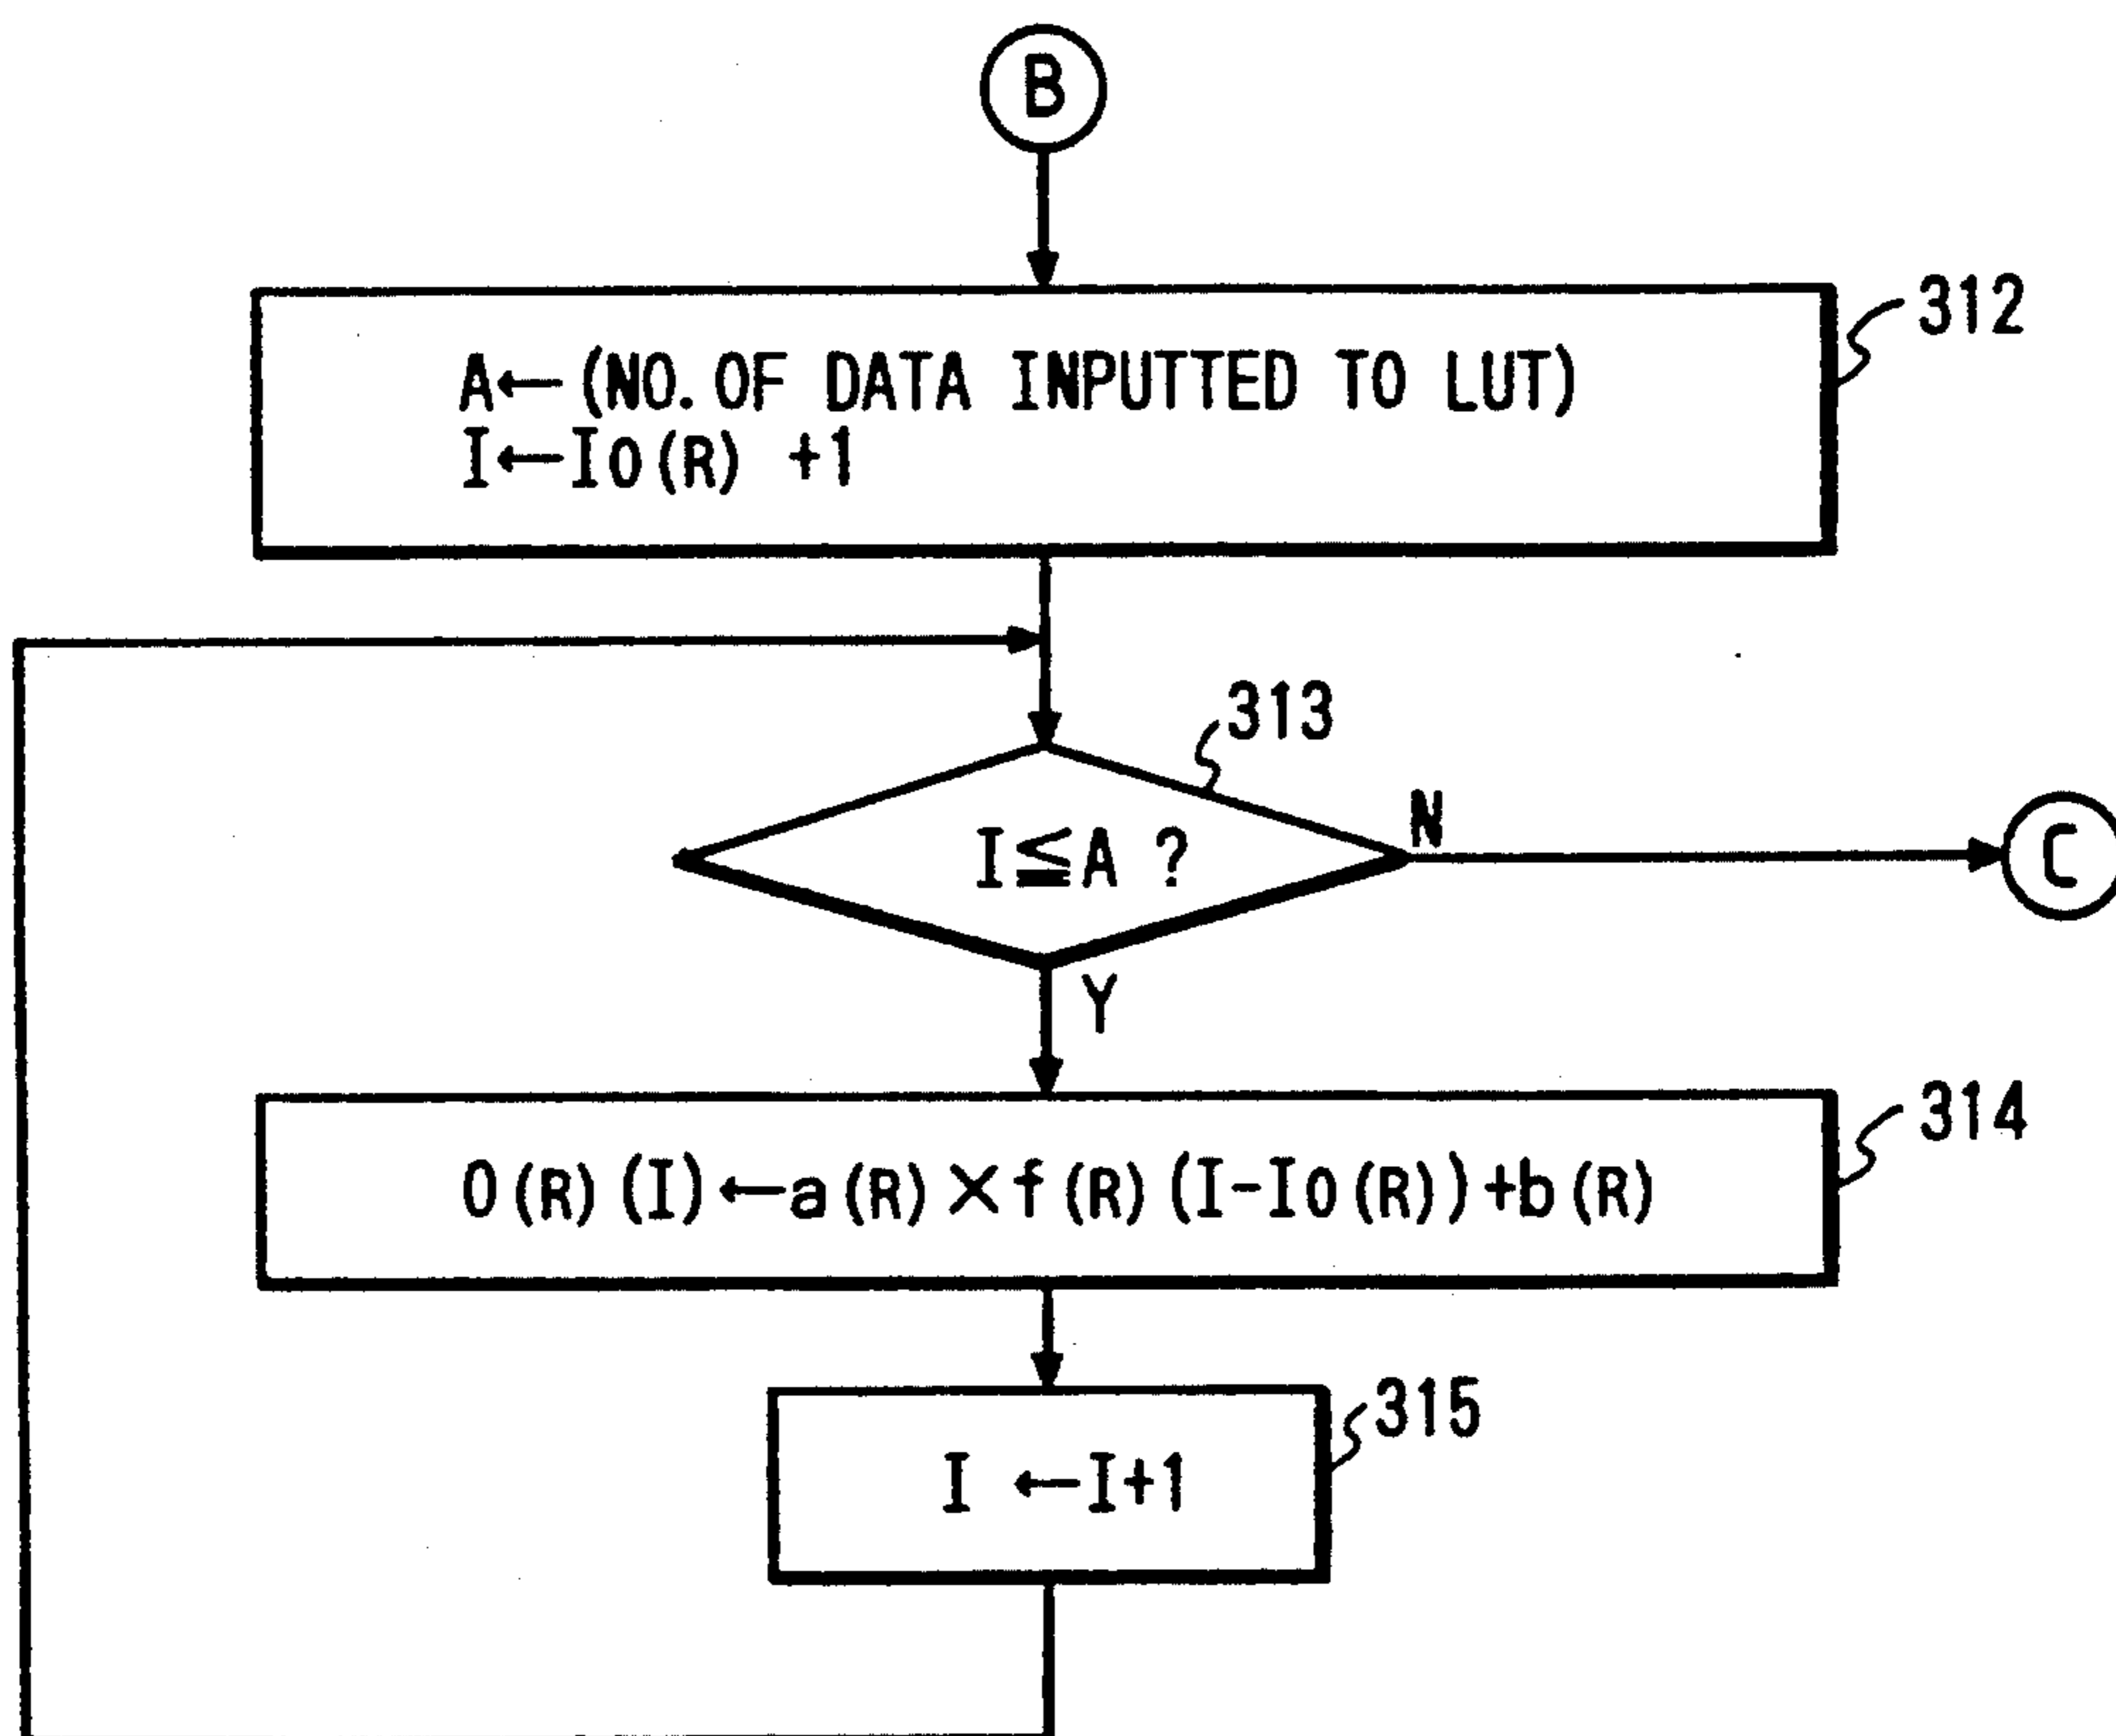 B
312
A←(NO. OF DATA INPUTTED TO LUT)
I←Io(R) +1
313
I≦A ?
N
C
Y
314
O(R)(I)←a(R)×f(R)(I-Io(R))+b(R)
315
I ←I+1